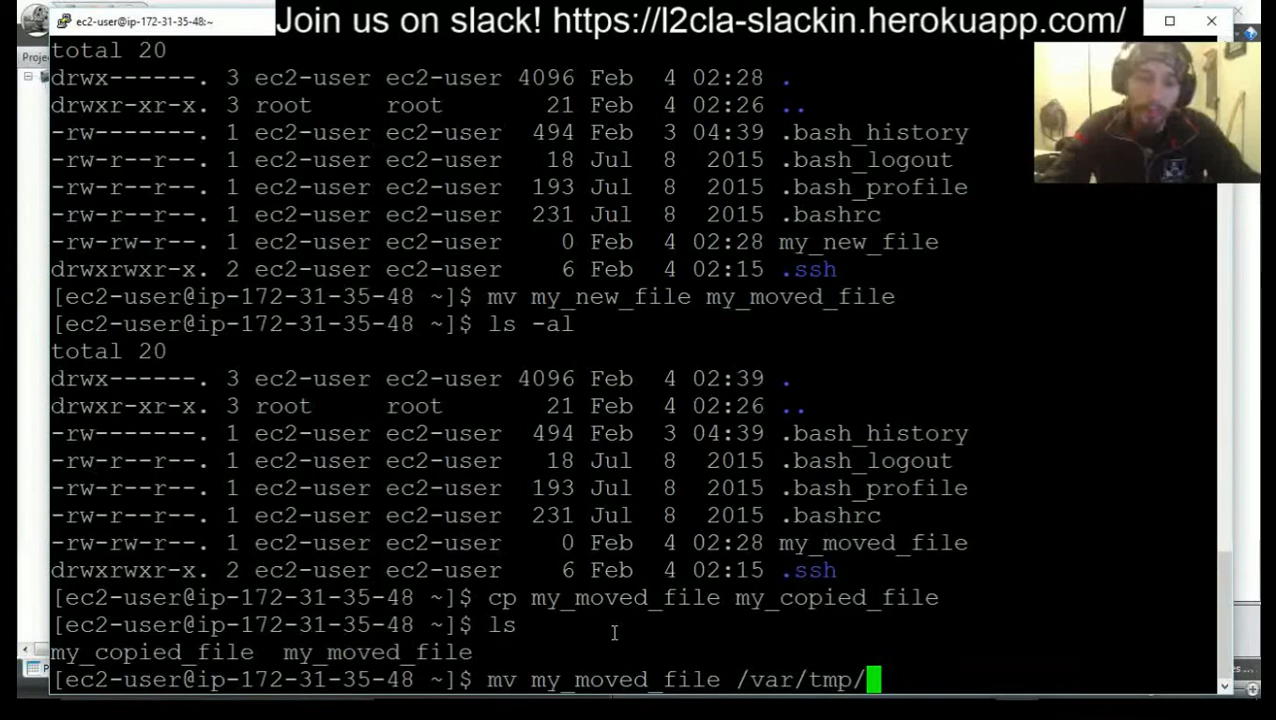 Join us on slack! https://l2cla-slackin.herokuapp.com/
ec2-user@ip-172-31-35-48:~
Proje
total 20
drwx------. 3 ec2-user ec2-user 4096 Feb  4 02:28 .
drwxr-xr-x. 3 root     root       21 Feb  4 02:26 ..
-rw-------. 1 ec2-user ec2-user  494 Feb  3 04:39 .bash_history
-rw-r--r--. 1 ec2-user ec2-user   18 Jul  8  2015 .bash_logout
-rw-r--r--. 1 ec2-user ec2-user  193 Jul  8  2015 .bash_profile
-rw-r--r--. 1 ec2-user ec2-user  231 Jul  8  2015 .bashrc
-rw-rw-r--. 1 ec2-user ec2-user    0 Feb  4 02:28 my_new_file
drwxrwxr-x. 2 ec2-user ec2-user    6 Feb  4 02:15 .ssh
[ec2-user@ip-172-31-35-48 ~]$ mv my_new_file my_moved_file
[ec2-user@ip-172-31-35-48 ~]$ ls -al
total 20
drwx------. 3 ec2-user ec2-user 4096 Feb  4 02:39 .
drwxr-xr-x. 3 root     root       21 Feb  4 02:26 ..
-rw-------. 1 ec2-user ec2-user  494 Feb  3 04:39 .bash_history
-rw-r--r--. 1 ec2-user ec2-user   18 Jul  8  2015 .bash_logout
-rw-r--r--. 1 ec2-user ec2-user  193 Jul  8  2015 .bash_profile
-rw-r--r--. 1 ec2-user ec2-user  231 Jul  8  2015 .bashrc
-rw-rw-r--. 1 ec2-user ec2-user    0 Feb  4 02:28 my_moved_file
drwxrwxr-x. 2 ec2-user ec2-user    6 Feb  4 02:15 .ssh
[ec2-user@ip-172-31-35-48 ~]$ cp my_moved_file my_copied_file
[ec2-user@ip-172-31-35-48 ~]$ ls
my_copied_file  my_moved_file
[ec2-user@ip-172-31-35-48 ~]$ mv my_moved_file /var/tmp/